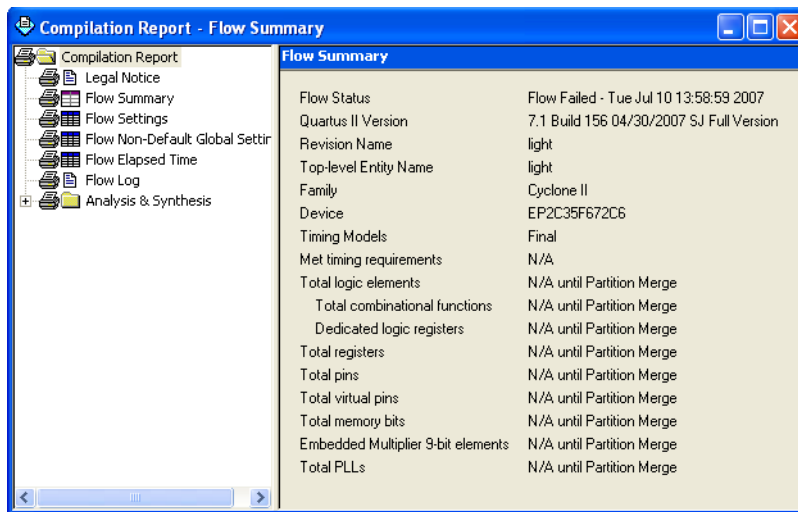 Compilation Report - Flow Summary
Compilation Report
Legal Notice
Flow Summary
Flow Settings
Flow Non-Default Global Settir
Flow Elapsed Time
Flow Log
Analysis & Synthesis
Flow Summary
Flow Status Flow Failed - Tue Jul 10 13:58:59 2007
Quartus II Version 7.1 Build 156 04/30/2007 SJ Full Version
Revision Name light
Top-level Entity Name light
Family Cyclone II
Device EP2C35F672C6
Timing Models Final
Met timing requirements N/A
Total logic elements N/A until Partition Merge
Total combinational functions N/A until Partition Merge
Dedicated logic registers N/A until Partition Merge
Total registers N/A until Partition Merge
Total pins N/A until Partition Merge
Total virtual pins N/A until Partition Merge
Total memory bits N/A until Partition Merge
Embedded Multiplier 9-bit elements N/A until Partition Merge
Total PLLs N/A until Partition Merge